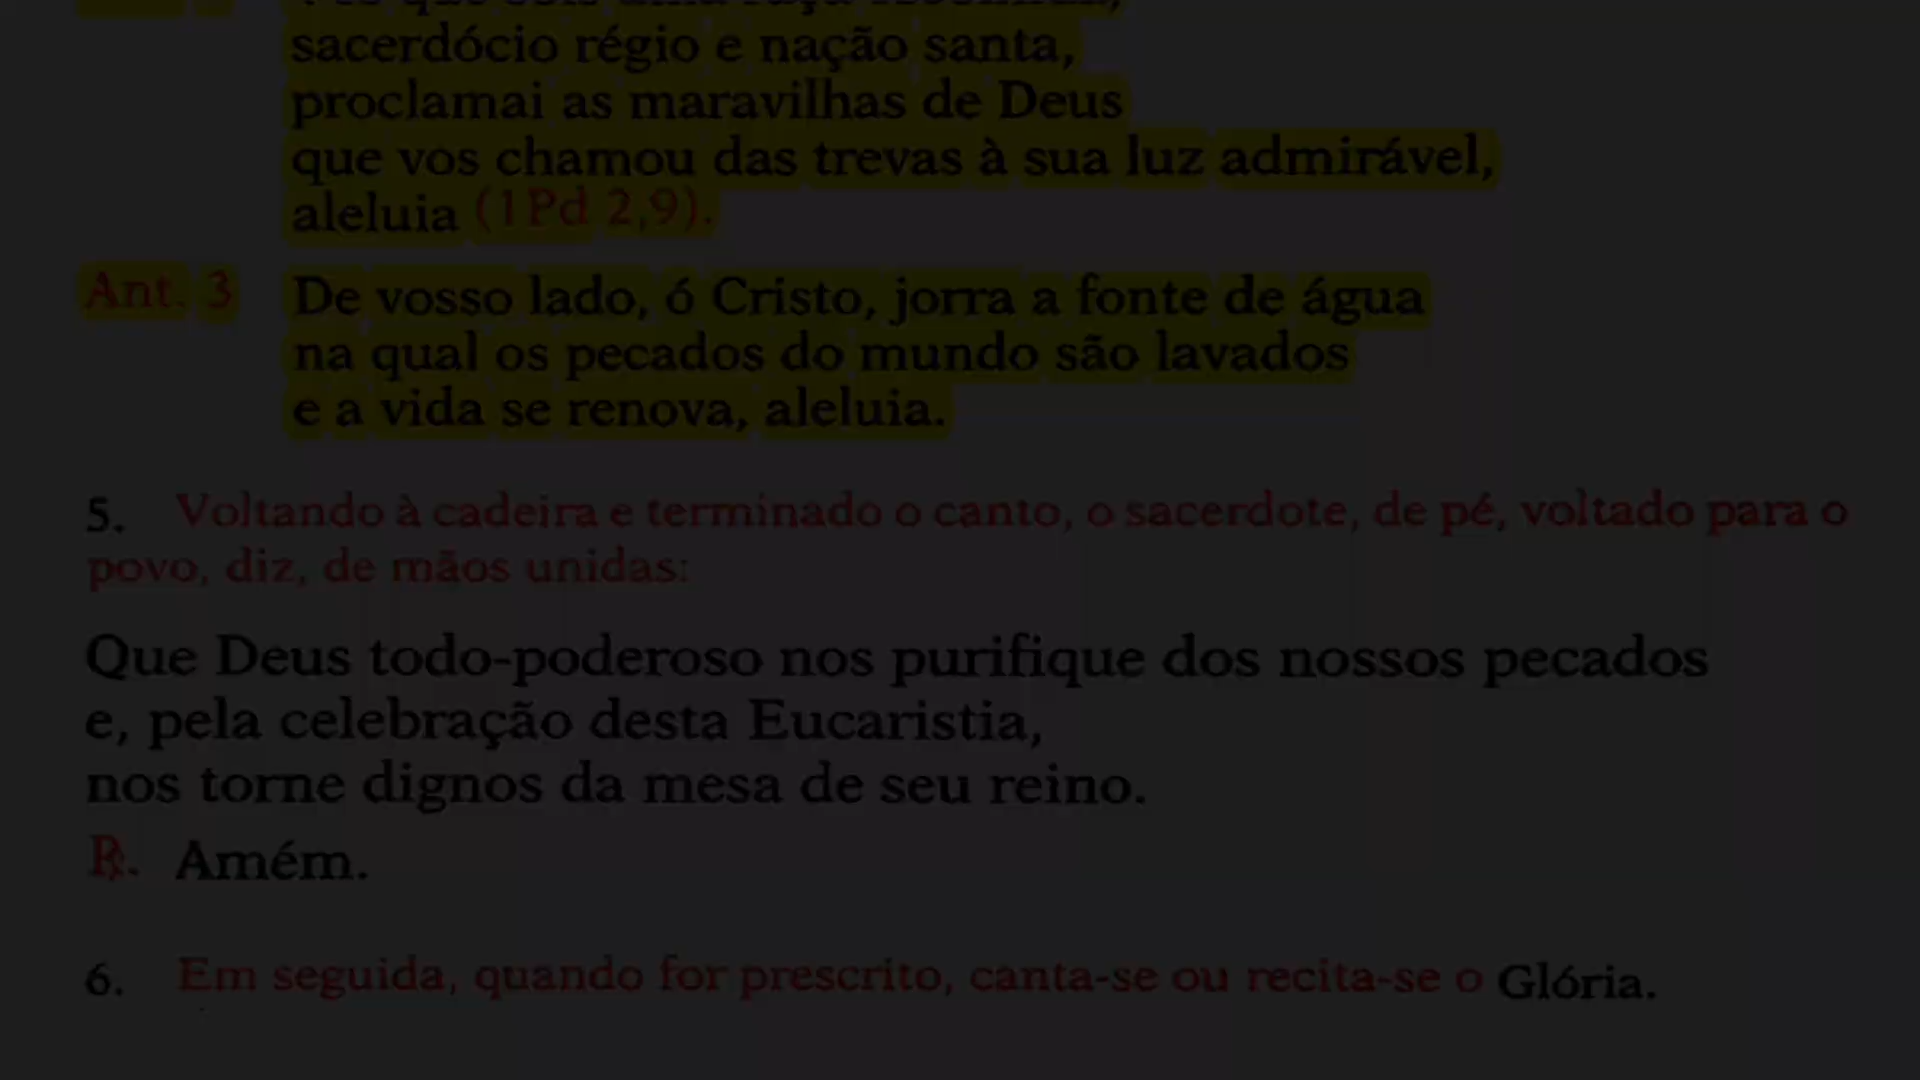 sacerdócio régio e nação santa,
proclamai as maravilhas de Deus
que vos chamou das trevas à sua luz admirável,
aleluia (1Pd 2,9).
Ant. 3 De vosso lado, ó Cristo, jorra a fonte de água
na qual os pecados do mundo são lavados
e a vida se renova, aleluia.
5. Voltando à cadeira e terminado o canto, o sacerdote, de pé, voltado para o
povo, diz, de mãos unidas:
Que Deus todo-poderoso nos purifique dos nossos pecados
e, pela celebração desta Eucaristia,
nos torne dignos da mesa de seu reino.
℟. Amém.
6. Em seguida, quando for prescrito, canta-se ou recita-se o Glória.